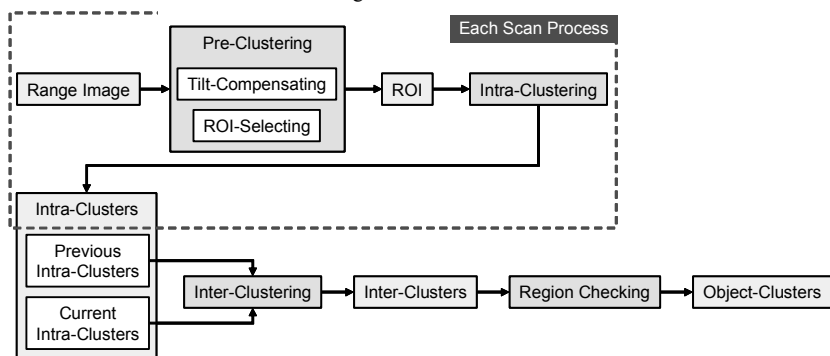 Each Scan Process
Pre-Clustering
Range Image
Tilt-Compensating
ROI
Intra-Clustering
ROI-Selecting
Intra-Clusters
Previous
Intra-Clusters
Inter-Clustering
Inter-Clusters
Region Checking
Object-Clusters
Current
Intra-Clusters